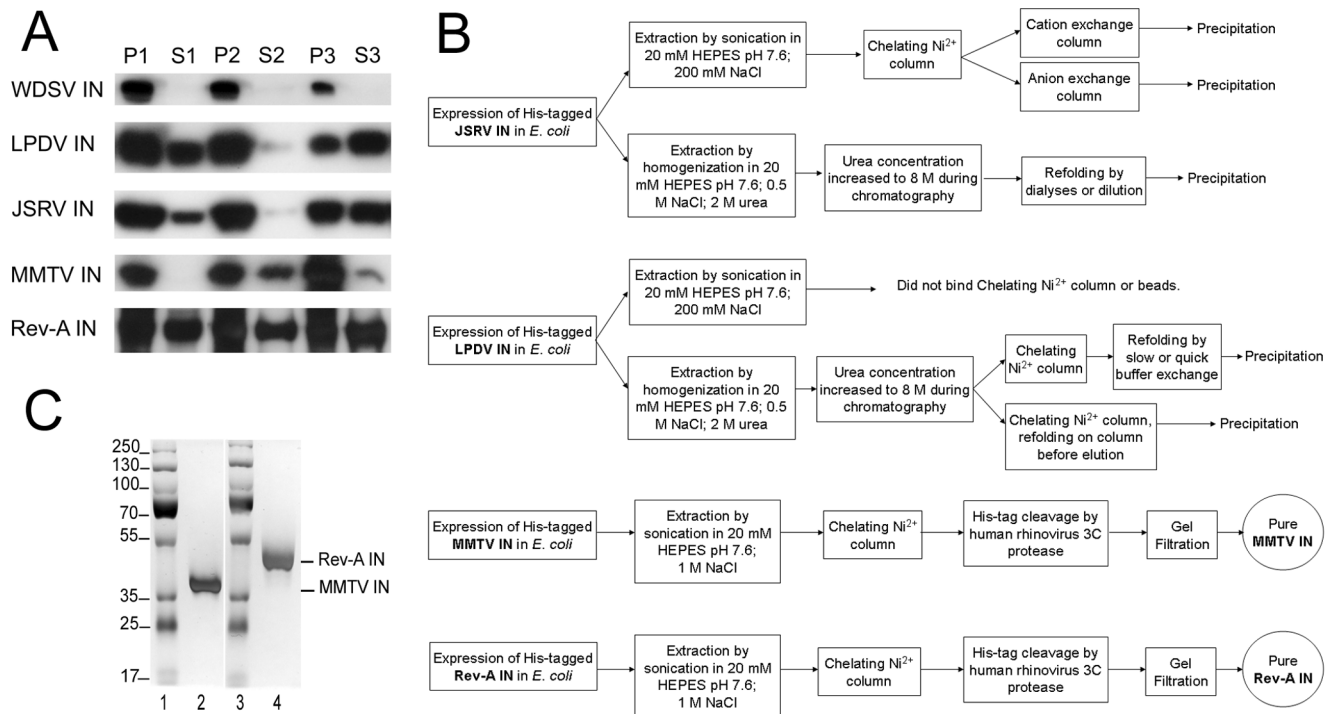 A
P1 S1 P2 S2 P3 S3
WDSV IN
LPDV IN
JSRV IN
MMTV IN
Rev-A IN
B
Expression of His-tagged
JSRV IN in E. coli
Extraction by sonication in
20 mM HEPES pH 7.6;
200 mM NaCl
Chelating Ni2+
column
Cation exchange
column
Precipitation
Anion exchange
column
Precipitation
Extraction by
homogenization in 20
mM HEPES pH 7.6; 0.5
M NaCl; 2 M urea
Urea concentration
increased to 8 M during
chromatography
Refolding by
dialyses or dilution
Precipitation
Expression of His-tagged
LPDV IN in E. coli
Extraction by sonication in
20 mM HEPES pH 7.6;
200 mM NaCl
Did not bind Chelating Ni2+ column or beads.
Extraction by
homogenization in 20
mM HEPES pH 7.6; 0.5
M NaCl; 2 M urea
Urea concentration
increased to 8 M during
chromatography
Chelating
Ni2+ column
Refolding by
slow or quick
buffer exchange
Precipitation
Chelating Ni2+ column,
refolding on column
before elution
Precipitation
Expression of His-tagged
MMTV IN in E. coli
Extraction by
sonication in 20 mM
HEPES pH 7.6;
1 M NaCl
Chelating Ni2+
column
His-tag cleavage by
human rhinovirus 3C
protease
Gel
Filtration
Pure
MMTV IN
Expression of His-tagged
Rev-A IN in E. coli
Extraction by
sonication in 20 mM
HEPES pH 7.6;
1 M NaCl
Chelating Ni2+
column
His-tag cleavage by
human rhinovirus 3C
protease
Gel
Filtration
Pure
Rev-A IN
C
250
130
100
70
55
35
25
17
Rev-A IN
MMTV IN
1 2 3 4